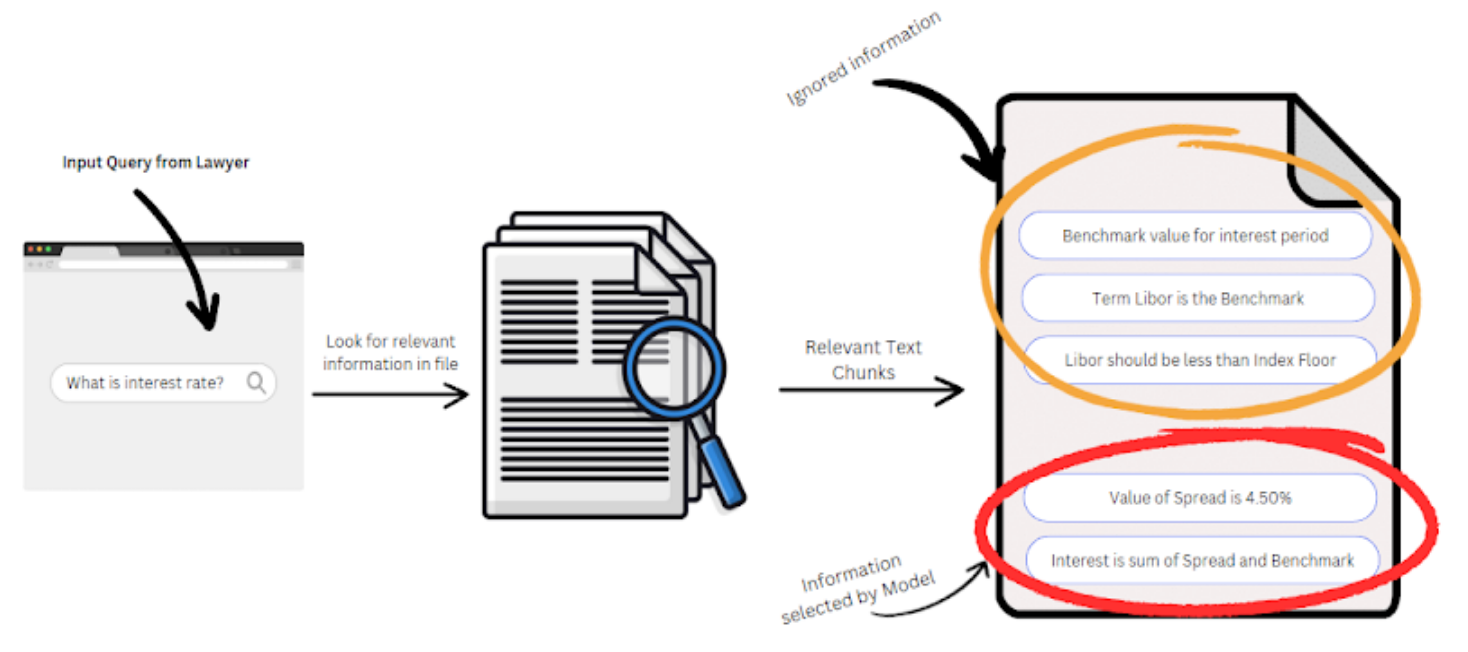 Input Query from Lawyer
What is interest rate?
Look for relevant
information in file
Relevant Text
Chunks
Ignored information
Benchmark value for interest period
Term Libor is the Benchmark
Libor should be less than Index Floor
Value of Spread is 4.50%
Interest is sum of Spread and Benchmark
Information
selected by Model